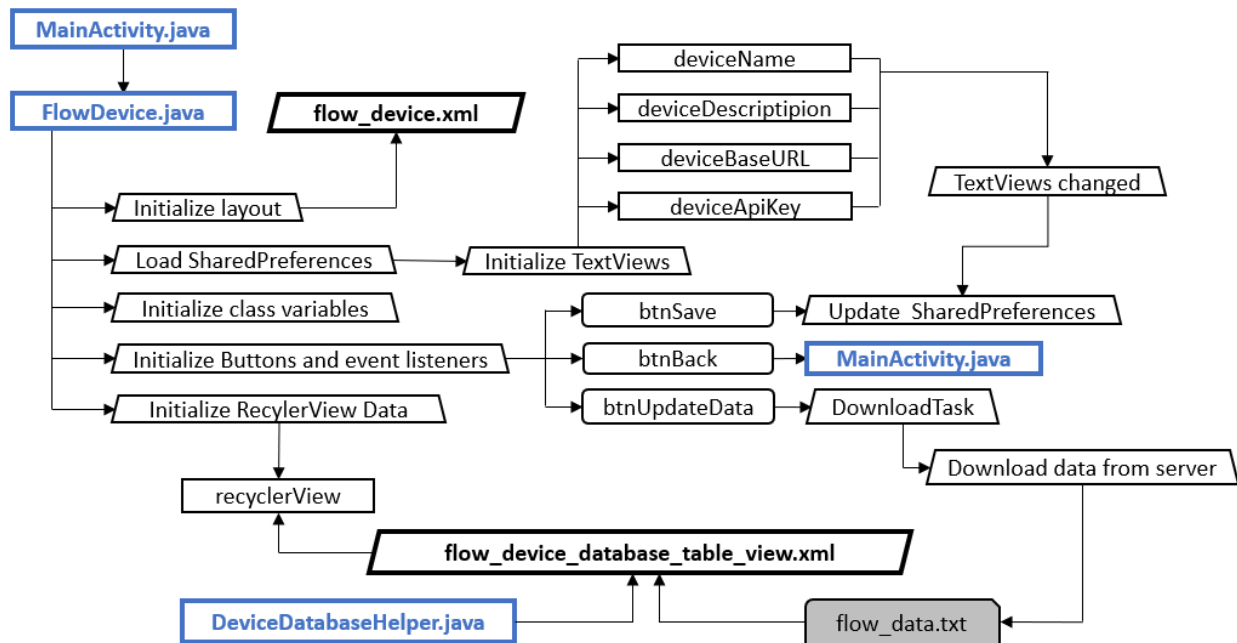 MainActivity.java
deviceName
FlowDevice.java
flow_device.xml
deviceDescriptipion
deviceBaseURL
TextViews changed
Initialize layout
deviceApiKey
Load SharedPreferences
Initialize TextViews
Initialize class variables
btnSave
Update SharedPreferences
Initialize Buttons and event listeners
btnBack
MainActivity.java
Initialize RecylerView Data
btnUpdateData
DownloadTask
Download data from server
recyclerView
flow_device_database_table_view.xml
DeviceDatabaseHelper.java
flow_data.txt